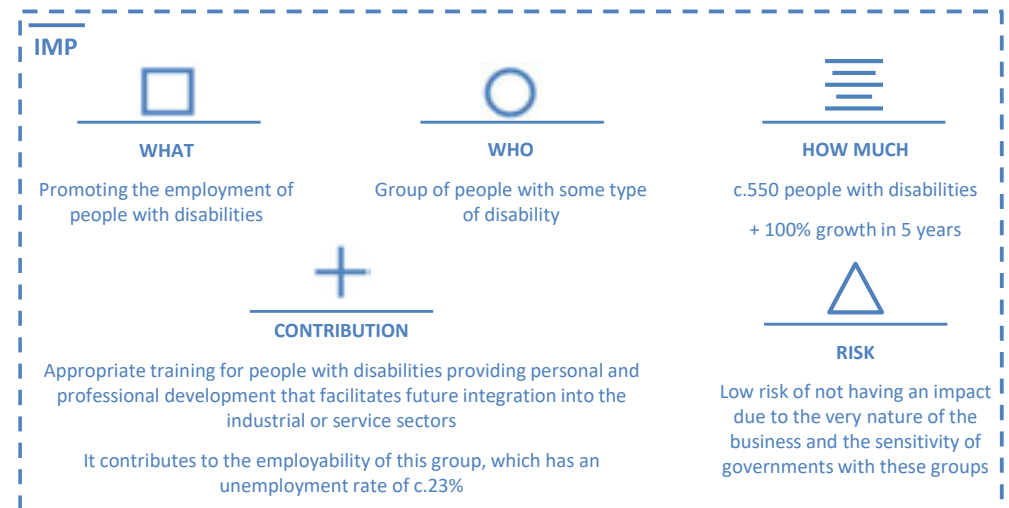 IMP
WHAT
Promoting the employment of
people with disabilities
WHO
Group of people with some type
of disability
HOW MUCH
c.550 people with disabilities
+ 100% growth in 5 years
CONTRIBUTION
Appropriate training for people with disabilities providing personal and
professional development that facilitates future integration into the
industrial or service sectors
It contributes to the employability of this group, which has an
unemployment rate of c.23%
RISK
Low risk of not having an impact
due to the very nature of the
business and the sensitivity of
governments with these groups